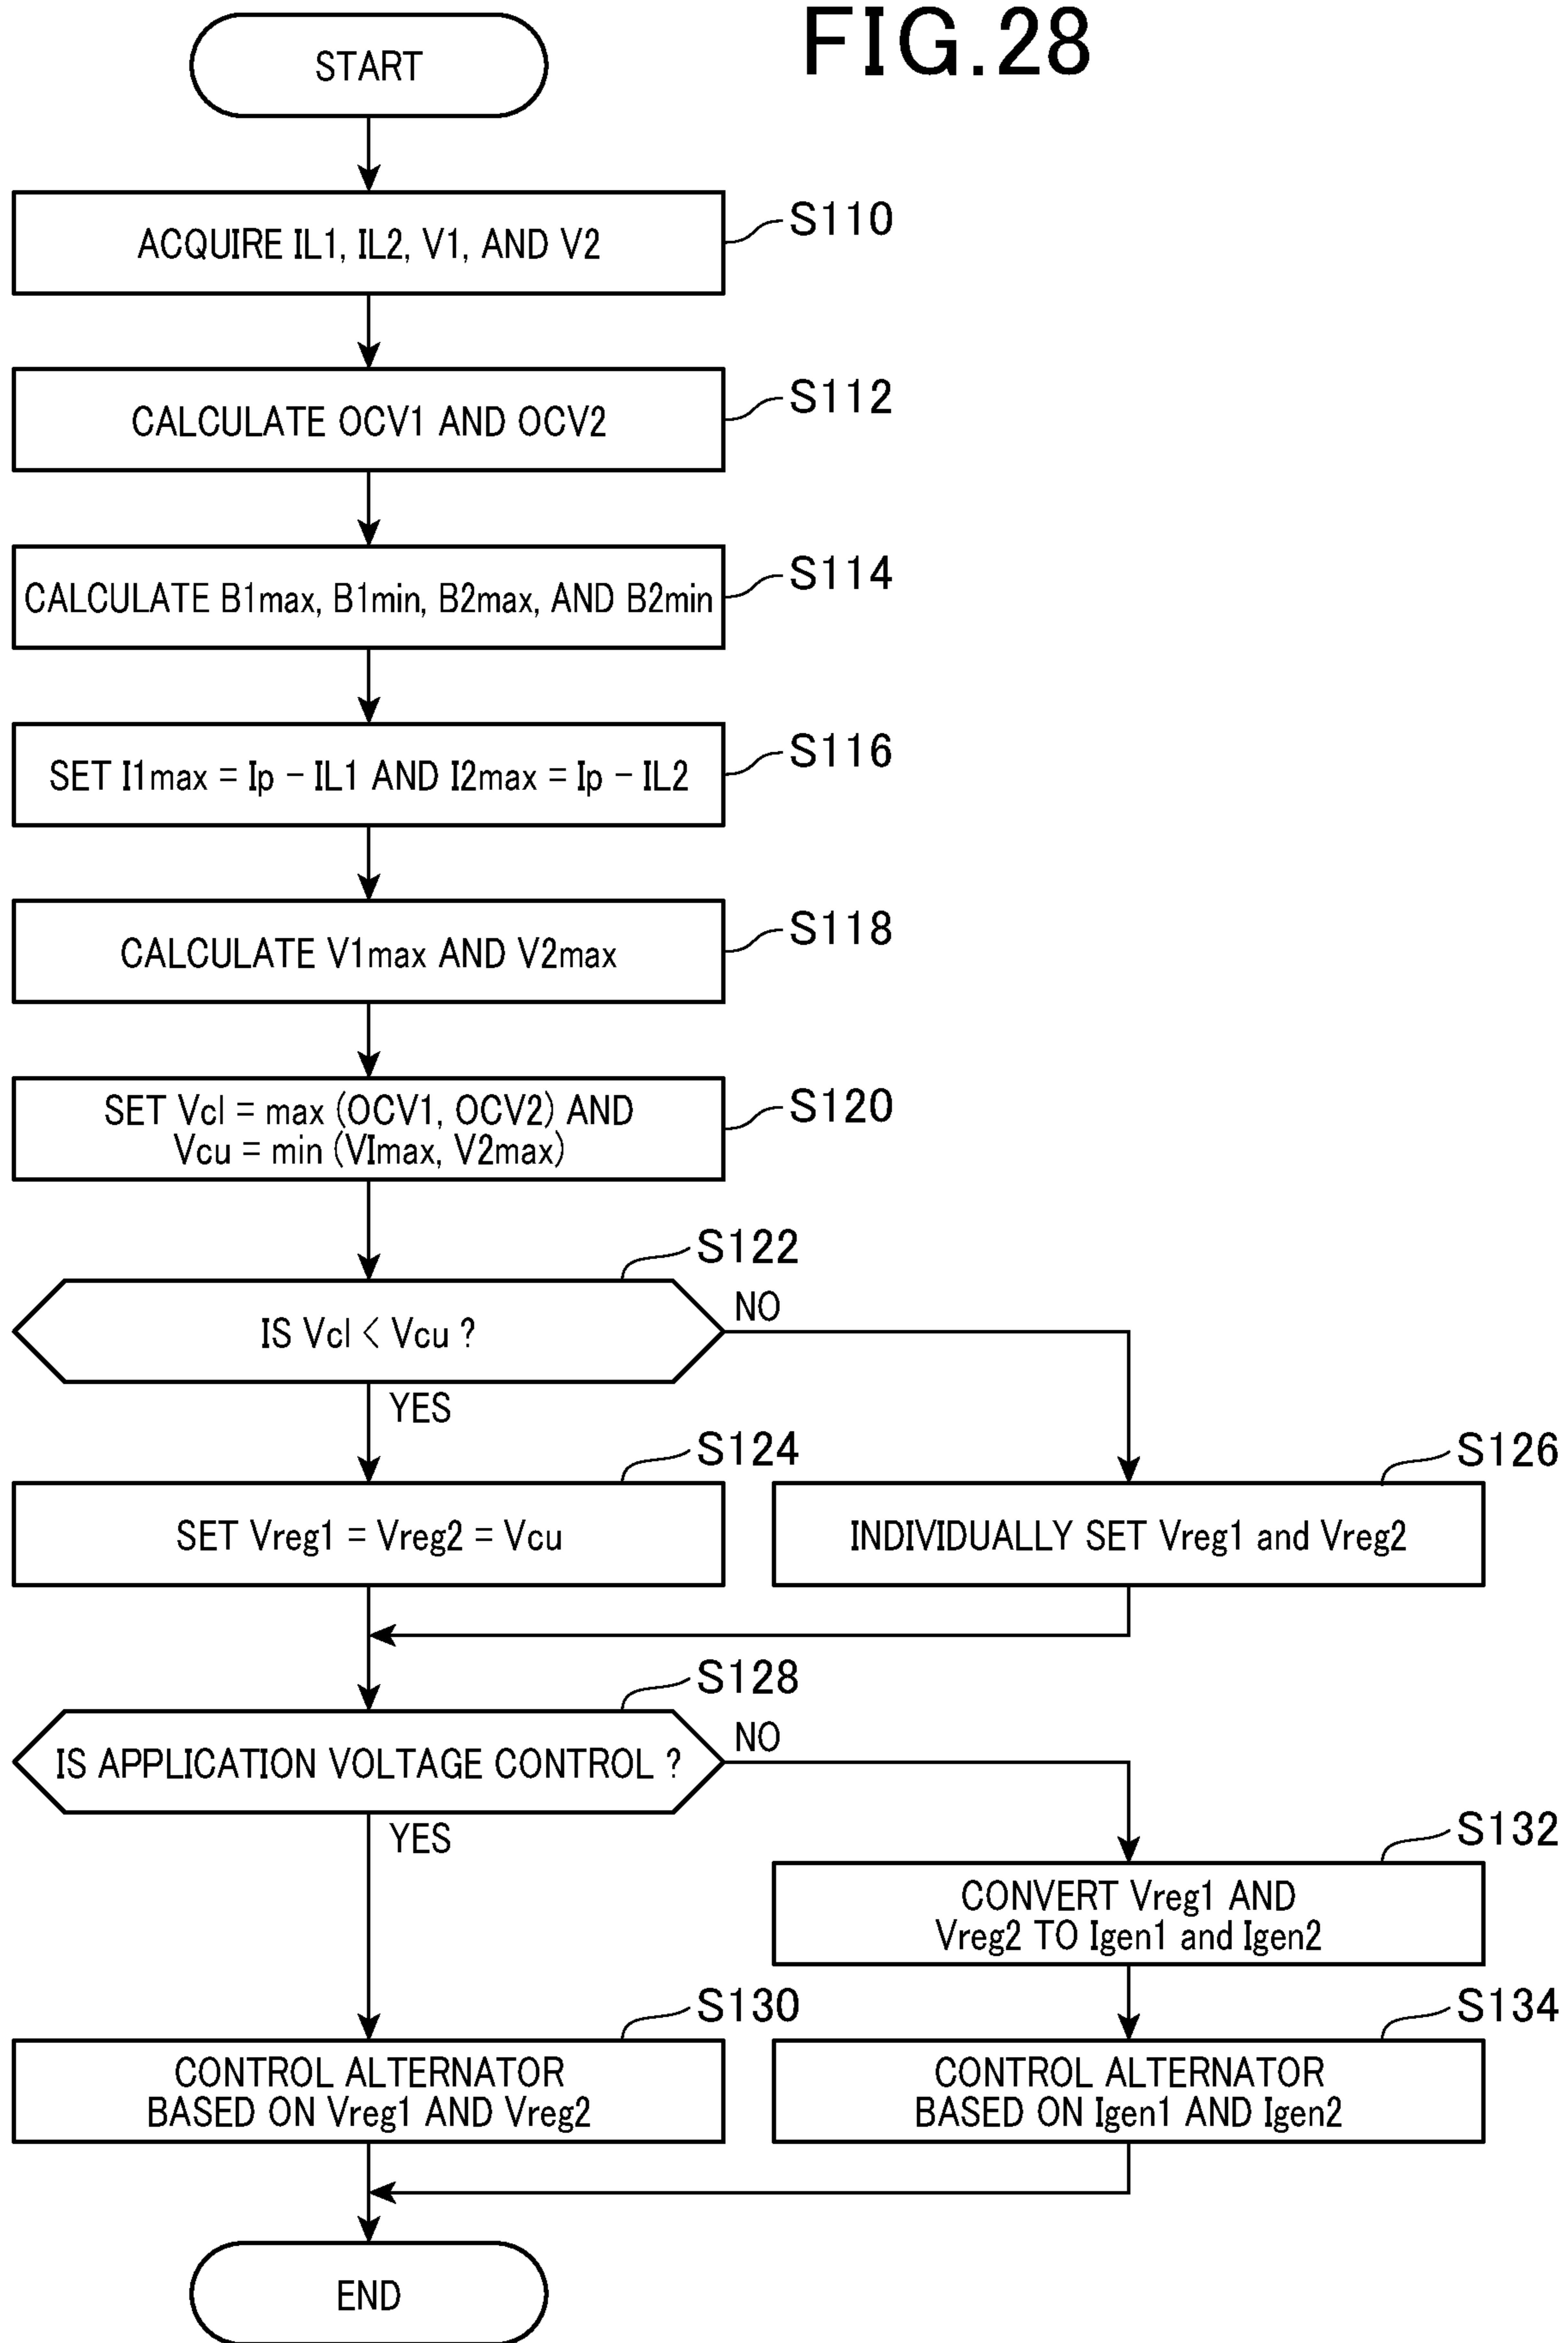 FIG.28
START
ACQUIRE IL1, IL2, V1, AND V2
S110
CALCULATE OCV1 AND OCV2
S112
CALCULATE B1max, B1min, B2max, AND B2min
S114
SET I1max = Ip - IL1 AND I2max = Ip - IL2
S116
CALCULATE V1max AND V2max
S118
SET Vcl = max (OCV1, OCV2) AND
Vcu = min (VImax, V2max)
S120
S122
IS Vcl < Vcu ?
NO
YES
S124
SET Vreg1 = Vreg2 = Vcu
S126
INDIVIDUALLY SET Vreg1 and Vreg2
S128
IS APPLICATION VOLTAGE CONTROL ?
NO
YES
S132
CONVERT Vreg1 AND
Vreg2 TO Igen1 and Igen2
S130
CONTROL ALTERNATOR
BASED ON Vreg1 AND Vreg2
S134
CONTROL ALTERNATOR
BASED ON Igen1 AND Igen2
END